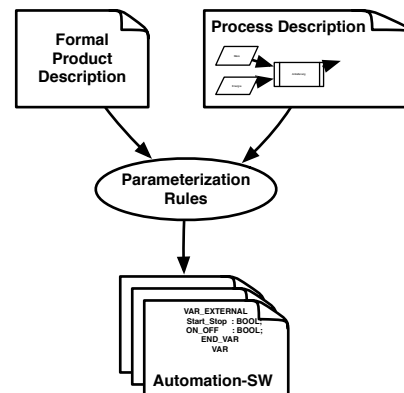 Formal
Product
Description
Process Description
Parameterization
Rules
VAR_EXTERNAL
Start_Stop : BOOL;
ON_OFF : BOOL;
END_VAR
VAR
Automation-SW